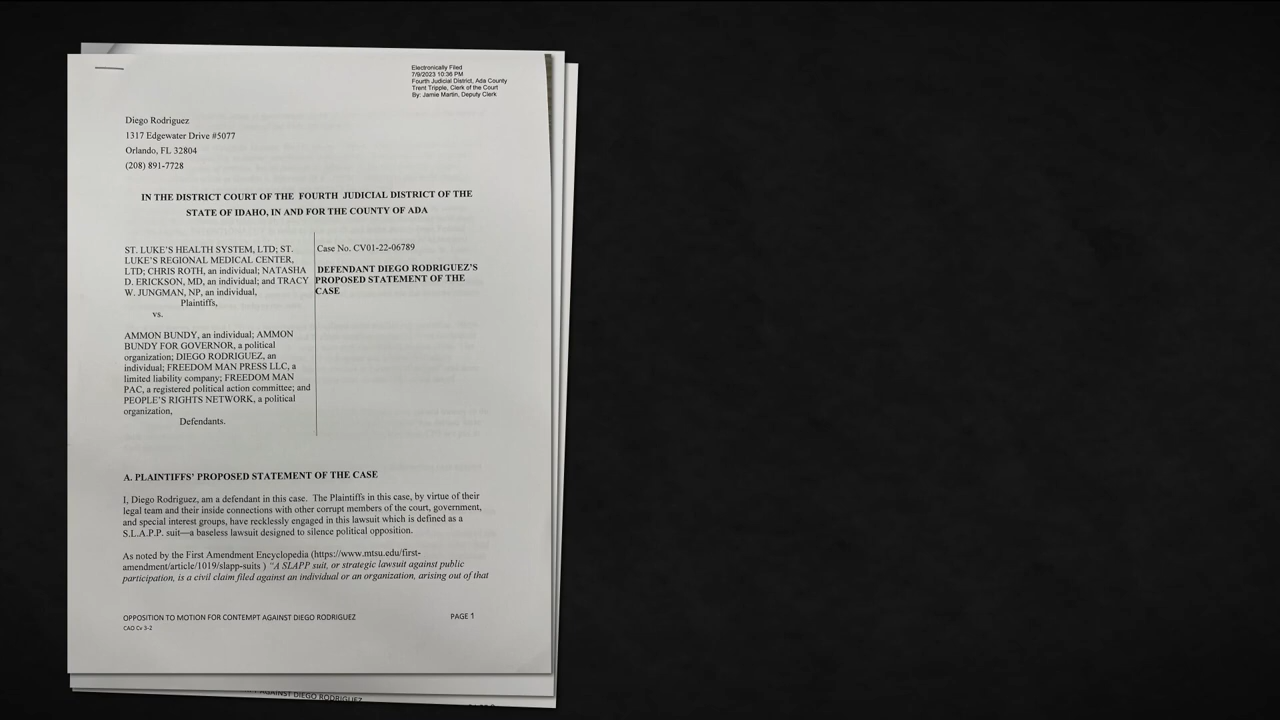 Electronically Filed
7/9/2023 10:36 PM
Fourth Judicial District, Ada County
Trent Tripple, Clerk of the Court
By: Jamie Martin, Deputy Clerk
Diego Rodriguez
1317 Edgewater Drive #5077
Orlando, FL 32804
(208) 891-7728
IN THE DISTRICT COURT OF THE FOURTH JUDICIAL DISTRICT OF THE
STATE OF IDAHO, IN AND FOR THE COUNTY OF ADA
ST. LUKE'S HEALTH SYSTEM, LTD; ST.
LUKE'S REGIONAL MEDICAL CENTER,
LTD; CHRIS ROTH, an individual; NATASHA
D. ERICKSON, MD, an individual; and TRACY
W. JUNGMAN, NP, an individual,
Plaintiffs,
vs.
AMMON BUNDY, an individual; AMMON
BUNDY FOR GOVERNOR, a political
organization; DIEGO RODRIGUEZ, an
individual; FREEDOM MAN PRESS LLC, a
limited liability company; FREEDOM MAN
PAC, a registered political action committee; and
PEOPLE'S RIGHTS NETWORK, a political
organization,
Defendants.
Case No. CV01-22-06789
DEFENDANT DIEGO RODRIGUEZ'S
PROPOSED STATEMENT OF THE
CASE
A. PLAINTIFFS' PROPOSED STATEMENT OF THE CASE
I, Diego Rodriguez, am a defendant in this case. The Plaintiffs in this case, by virtue of their
legal team and their inside connections with other corrupt members of the court, government,
and special interest groups, have recklessly engaged in this lawsuit which is defined as a
S.L.A.P.P. suit—a baseless lawsuit designed to silence political opposition.
As noted by the First Amendment Encyclopedia (https://www.mtsu.edu/first-
amendment/article/1019/slapp-suits ) "A SLAPP suit, or strategic lawsuit against public
participation, is a civil claim filed against an individual or an organization, arising out of that
OPPOSITION TO MOTION FOR CONTEMPT AGAINST DIEGO RODRIGUEZ
PAGE 1
CAO Cv 3-2
AGAINST DIEGO RODRIGUEZ